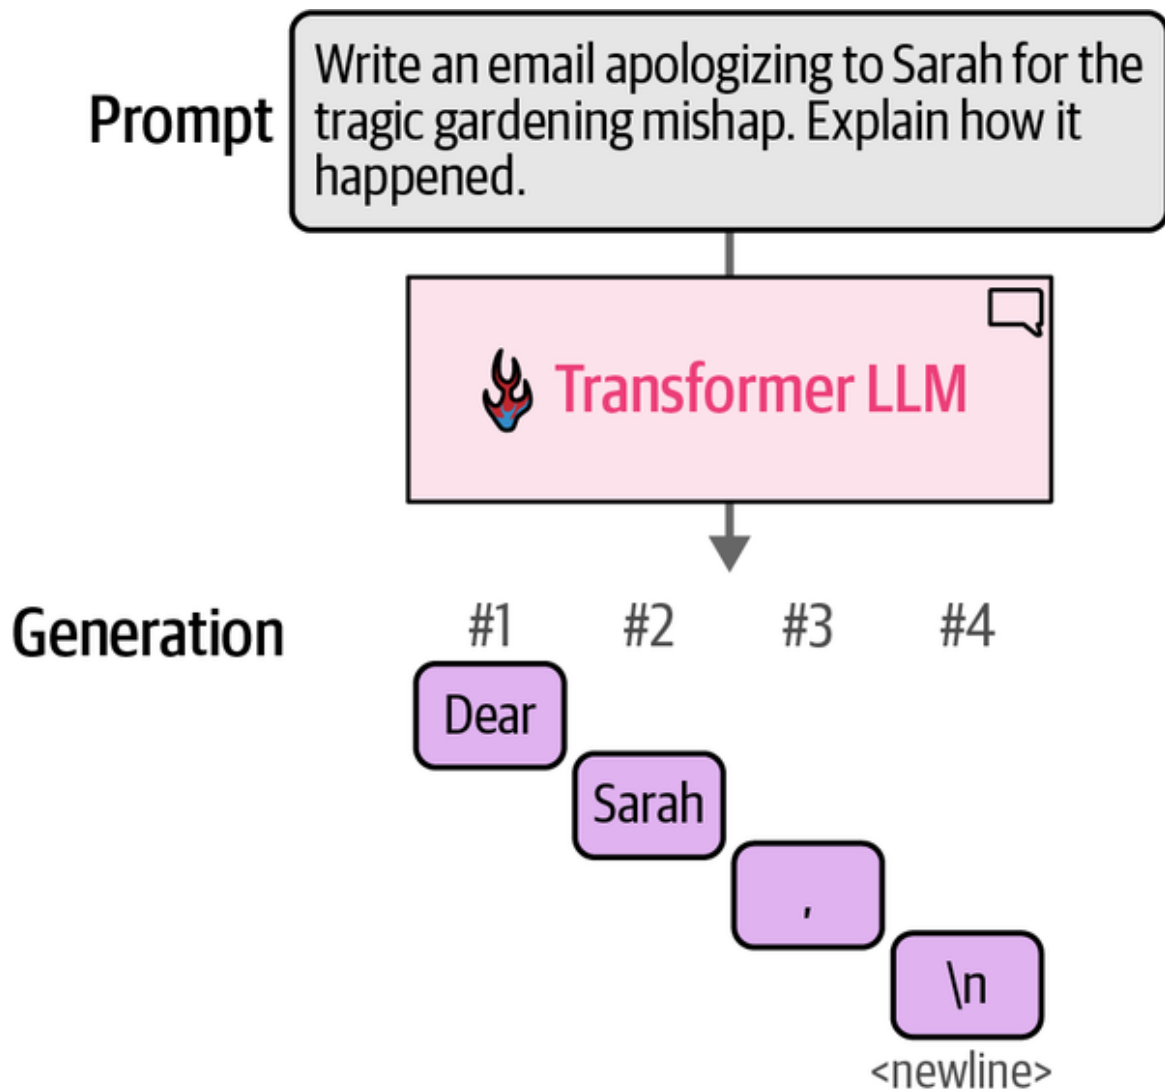 Prompt
Write an email apologizing to Sarah for the
tragic gardening mishap. Explain how it
happened.
Transformer LLM
Generation
#1 #2 #3 #4
Dear
Sarah
,
\n
<newline>